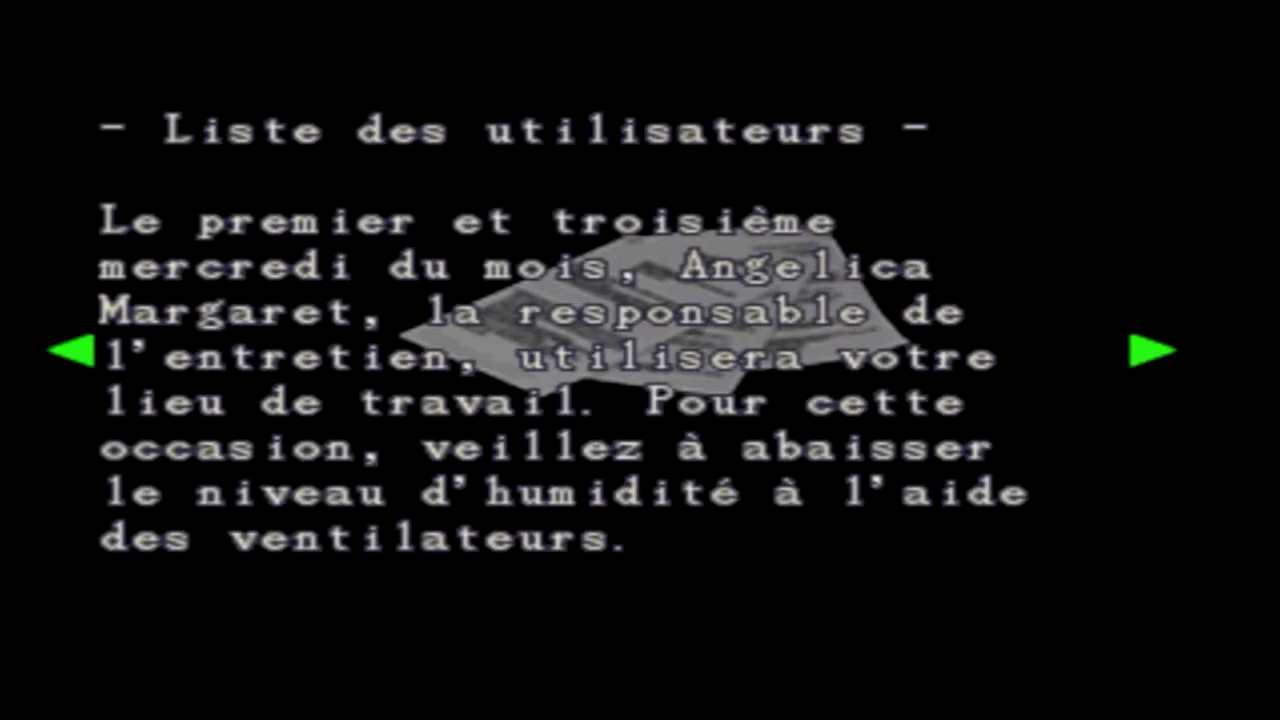 - Liste des utilisateurs -
Le premier et troisième
mercredi du mois, Angelica
Margaret, la responsable de
l'entretien, utilisera votre
lieu de travail. Pour cette
occasion, veillez à abaisser
le niveau d'humidité à l'aide
des ventilateurs.